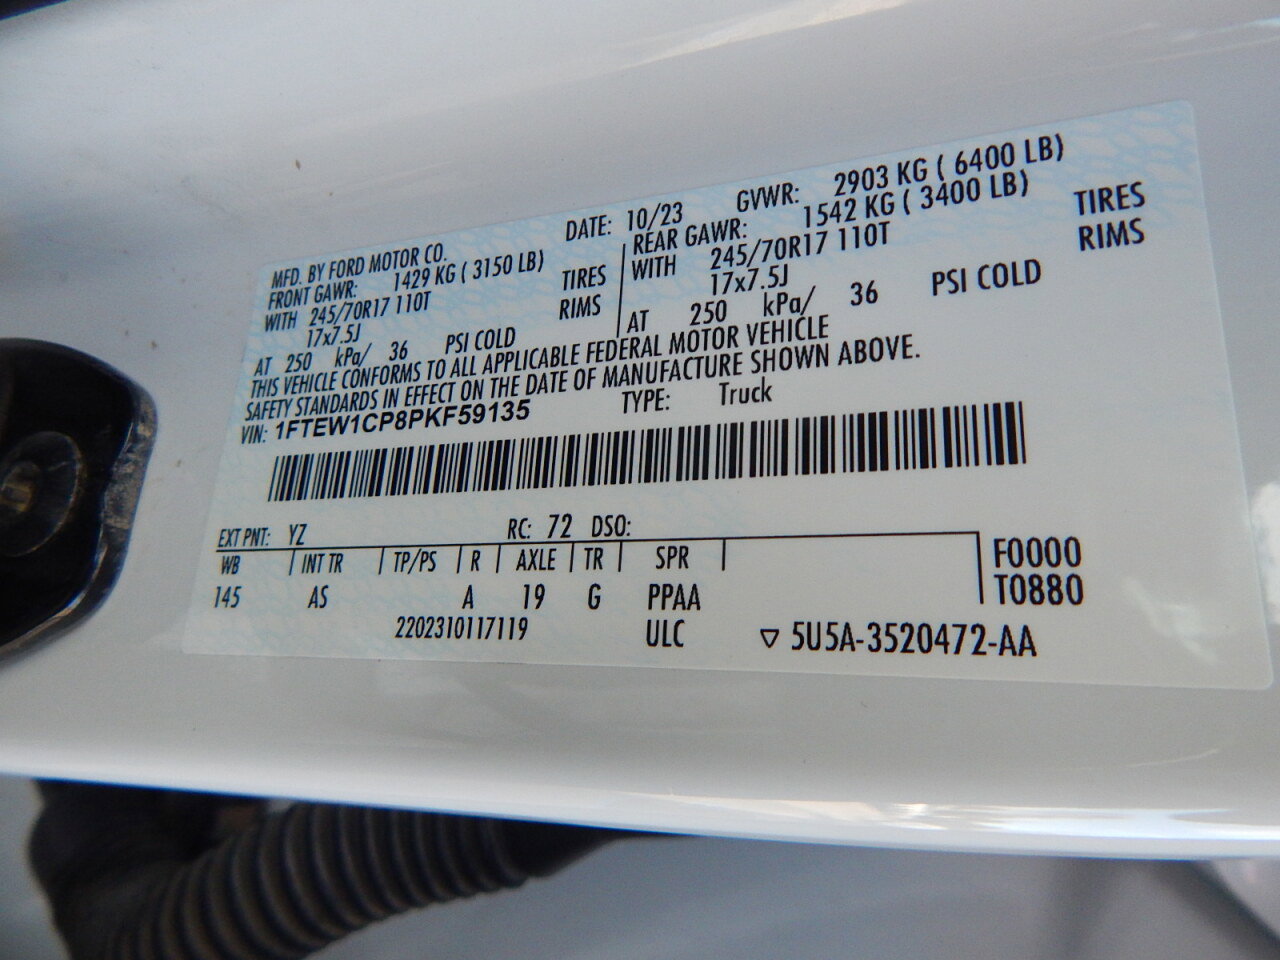 MFD. BY FORD MOTOR CO. DATE: 10/23 GVWR: 2903 KG ( 6400 LB)
FRONT GAWR: 1429 KG ( 3150 LB) REAR GAWR: 1542 KG ( 3400 LB)
WITH 245/70R17 110T TIRES WITH 245/70R17 110T TIRES
17x7.5J RIMS 17x7.5J RIMS
AT 250 kPa/ 36 PSI COLD AT 250 kPa/ 36 PSI COLD
THIS VEHICLE CONFORMS TO ALL APPLICABLE FEDERAL MOTOR VEHICLE
SAFETY STANDARDS IN EFFECT ON THE DATE OF MANUFACTURE SHOWN ABOVE.
VIN: 1FTEW1CP8PKF59135 TYPE: Truck
EXT PNT: YZ RC: 72 DSO:
WB INT TR TP/PS R AXLE TR SPR F0000
145 AS A 19 G PPAA T0880
2202310117119 ULC ▽ 5U5A-3520472-AA